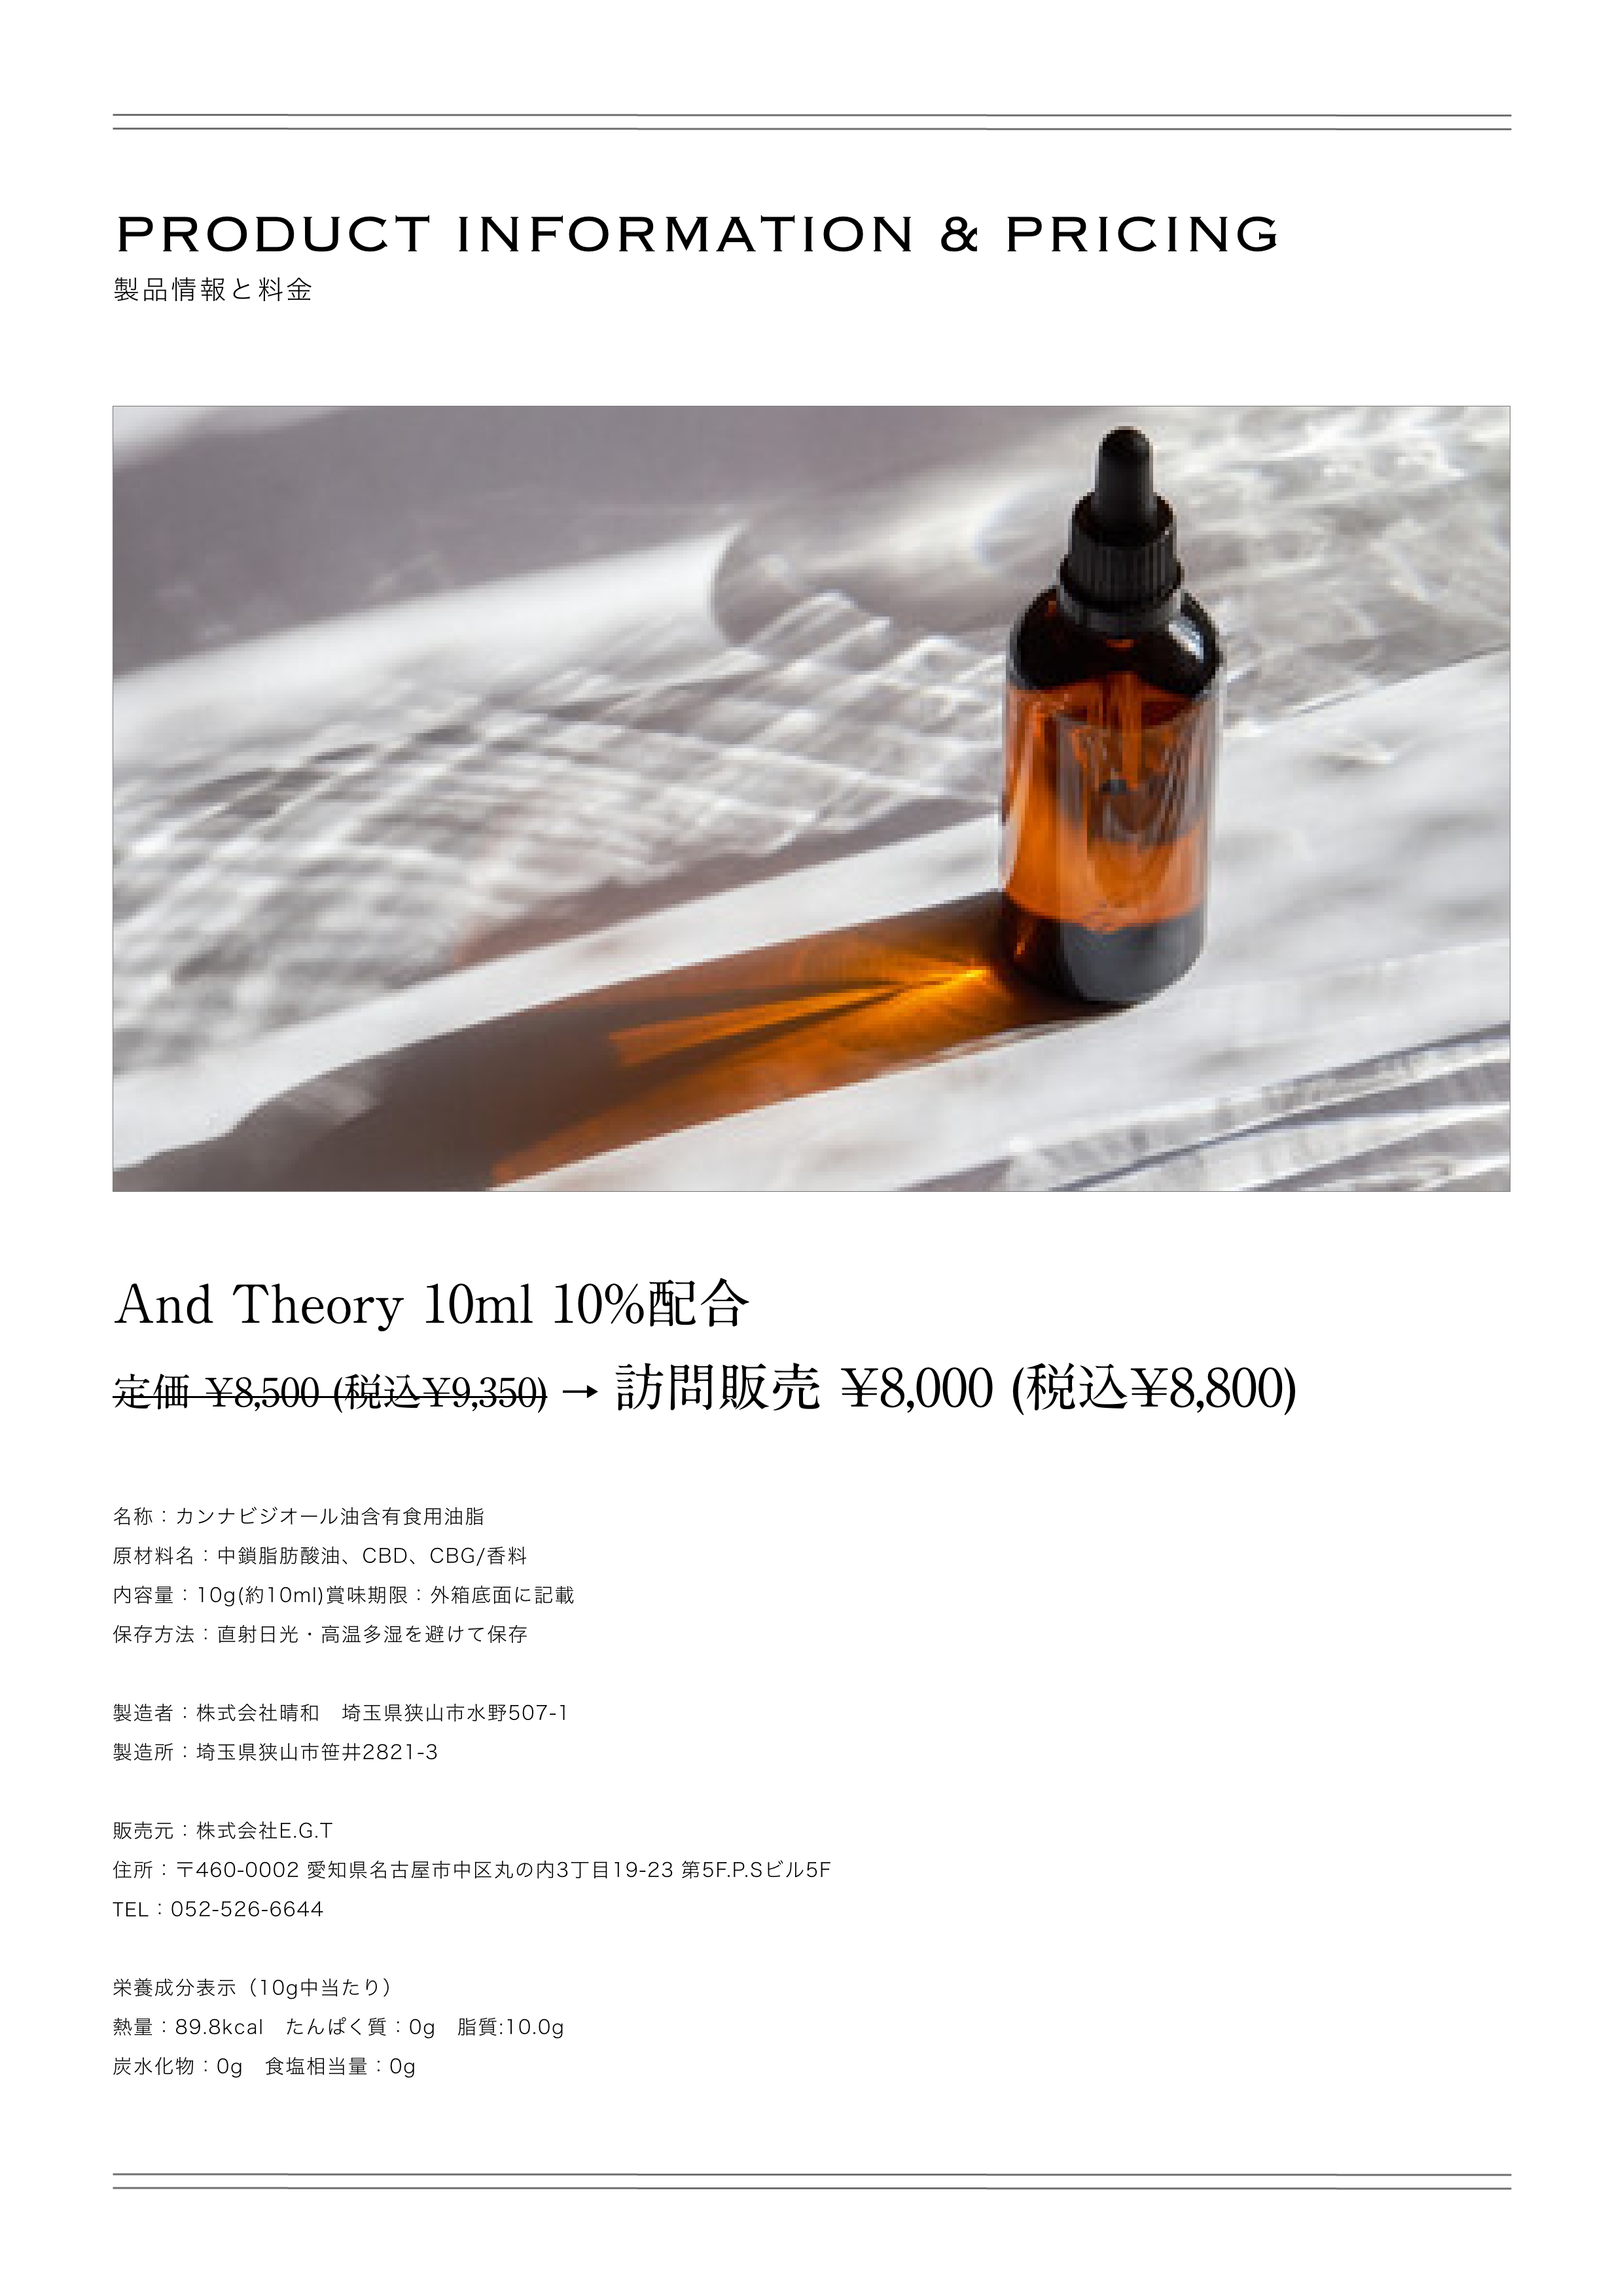 PRODUCT INFORMATION & PRICING
製品情報と料金
And Theory 10ml 10%配合
定価 ¥8,500 (税込¥9,350) → 訪問販売 ¥8,000 (税込¥8,800)
名称：カンナビジオール油含有食用油脂
原材料名：中鎖脂肪酸油、CBD、CBG/香料
内容量：10g(約10ml)賞味期限：外箱底面に記載
保存方法：直射日光・高温多湿を避けて保存
製造者：株式会社晴和　埼玉県狭山市水野507-1
製造所：埼玉県狭山市笹井2821-3
販売元：株式会社E.G.T
住所：〒460-0002 愛知県名古屋市中区丸の内3丁目19-23 第5F.P.Sビル5F
TEL：052-526-6644
栄養成分表示（10g中当たり）
熱量：89.8kcal　たんぱく質：0g　脂質:10.0g
炭水化物：0g　食塩相当量：0g